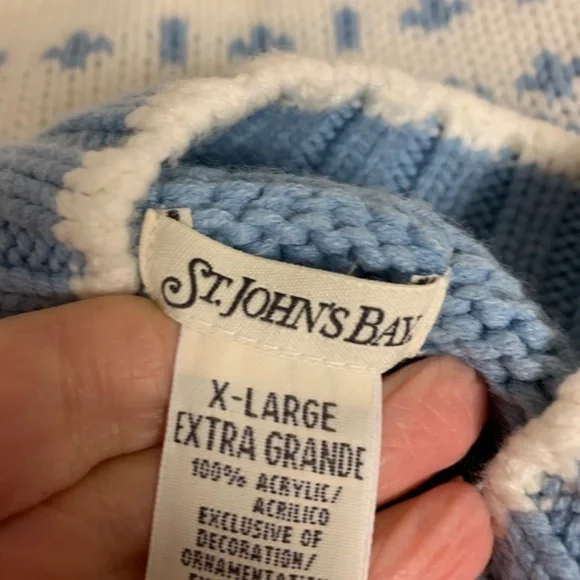 ST. JOHN'S BAY
X-LARGE
EXTRA GRANDE
100% ACRYLIC/
ACRILICO
EXCLUSIVE OF
DECORATION/
ORNAMENTATION